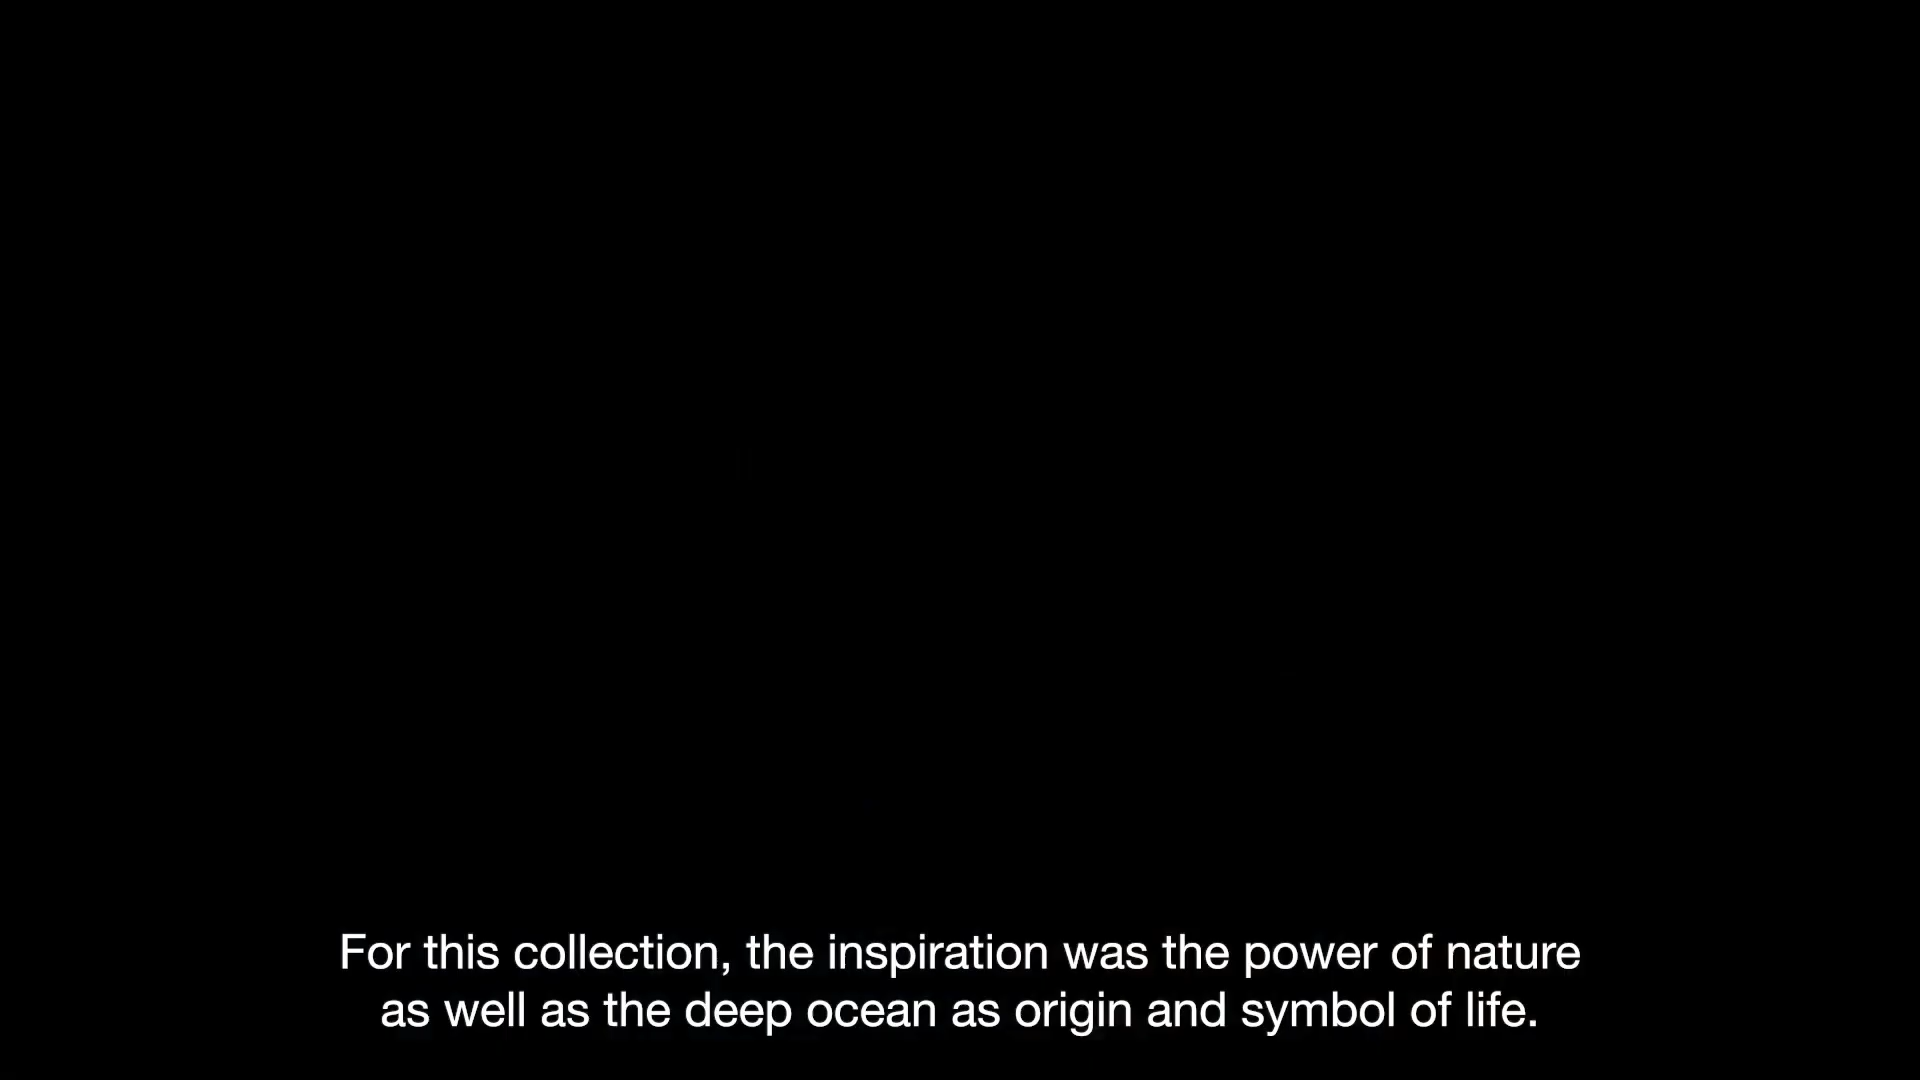 For this collection, the inspiration was the power of nature
as well as the deep ocean as origin and symbol of life.